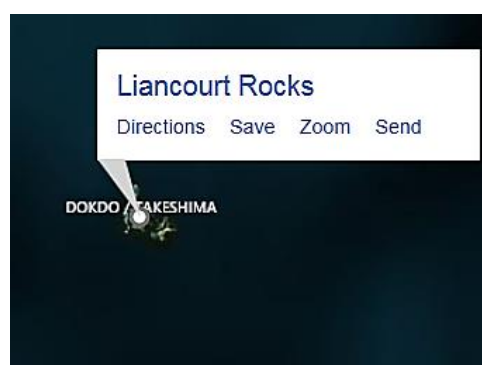 Liancourt Rocks
Directions Save Zoom Send
DOKDO / TAKESHIMA